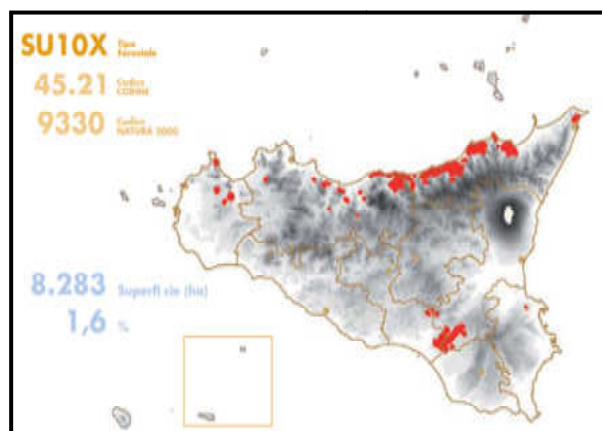 SU10X Tipo Forestale
45.21 Codice CORINE
9330 Codice NATURA 2000
8.283 Superfi cie (ha)
1,6 %